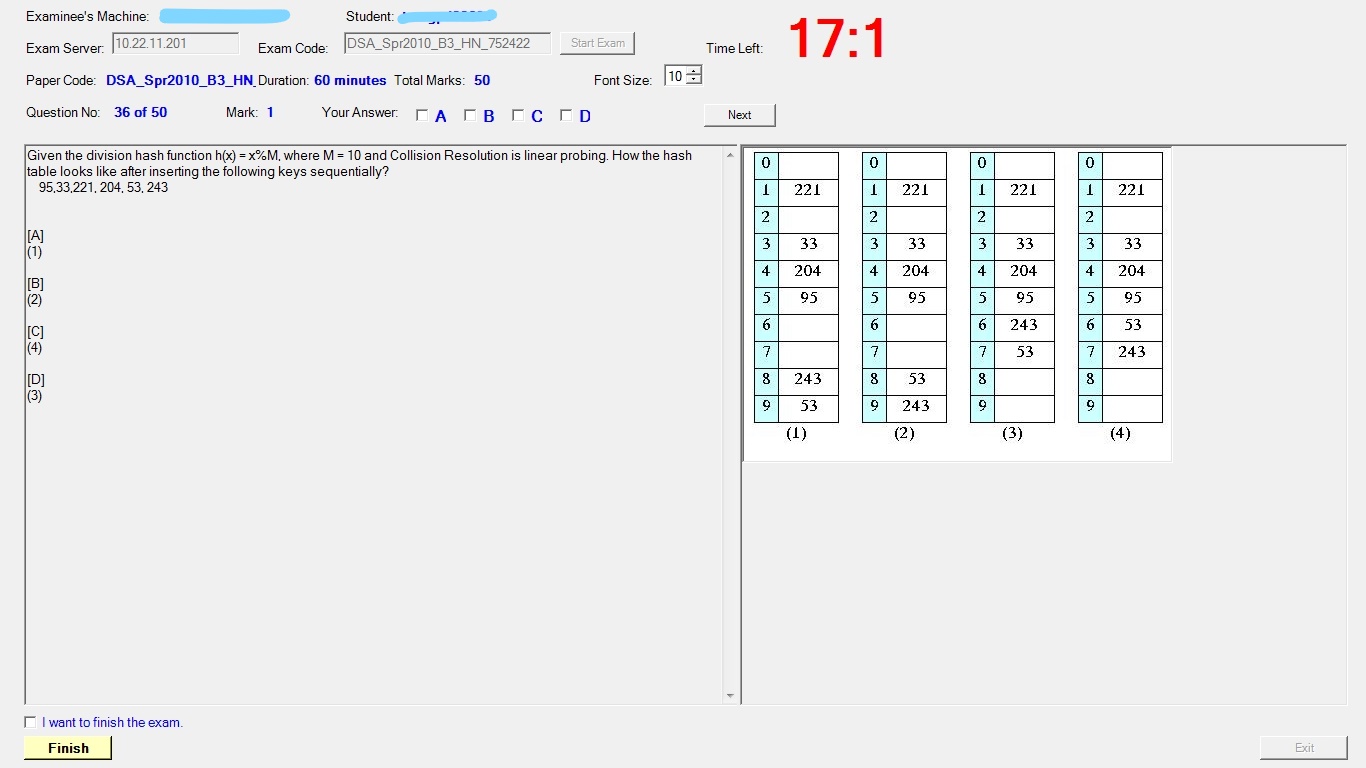 Examinee's Machine: Student:
Exam Server: 10.22.11.201 Exam Code: DSA_Spr2010_B3_HN_752422 Start Exam Time Left: 17:1
Paper Code: DSA_Spr2010_B3_HN_ Duration: 60 minutes Total Marks: 50 Font Size: 10
Question No: 36 of 50 Mark: 1 Your Answer: A B C D Next
Given the division hash function h(x) = x%M, where M = 10 and Collision Resolution is linear probing. How the hash
table looks like after inserting the following keys sequentially?
95,33,221, 204, 53, 243
[A]
(1)
[B]
(2)
[C]
(4)
[D]
(3)
0 0 0 0
1 221 1 221 1 221 1 221
2 2 2 2
3 33 3 33 3 33 3 33
4 204 4 204 4 204 4 204
5 95 5 95 5 95 5 95
6 6 6 243 6 53
7 7 7 53 7 243
8 243 8 53 8 8
9 53 9 243 9 9
(1) (2) (3) (4)
I want to finish the exam.
Finish Exit